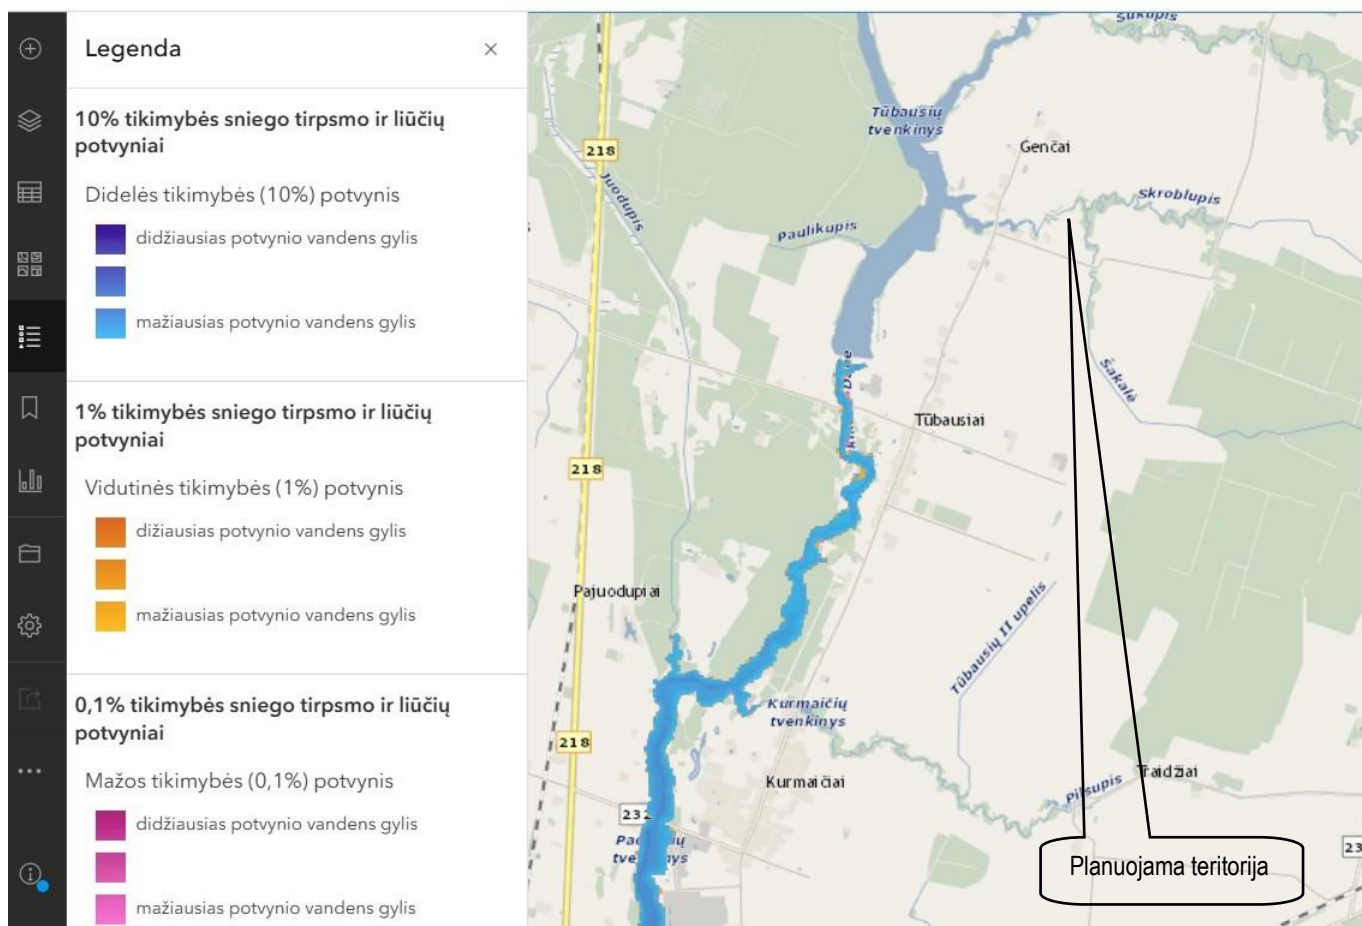 Legenda
10% tikimybės sniego tirpsmo ir liūčių
potvyniai
Didelės tikimybės (10%) potvynis
didžiausias potvynio vandens gylis
mažiausias potvynio vandens gylis
1% tikimybės sniego tirpsmo ir liūčių
potvyniai
Vidutinės tikimybės (1%) potvynis
didžiausias potvynio vandens gylis
mažiausias potvynio vandens gylis
0,1% tikimybės sniego tirpsmo ir liūčių
potvyniai
Mažos tikimybės (0,1%) potvynis
didžiausias potvynio vandens gylis
mažiausias potvynio vandens gylis
Sukupis
Tūbausių
tvenkinys
Genčai
218
Juodupis
Skroblupis
Paulikupis
Šakalė
Tūbausiai
218
Pajuodupiai
Tūbausių II upelis
Kurmaičių
tvenkinys
218
Kurmaičiai
Traidžiai
Pilsupis
232
Planuojama teritorija